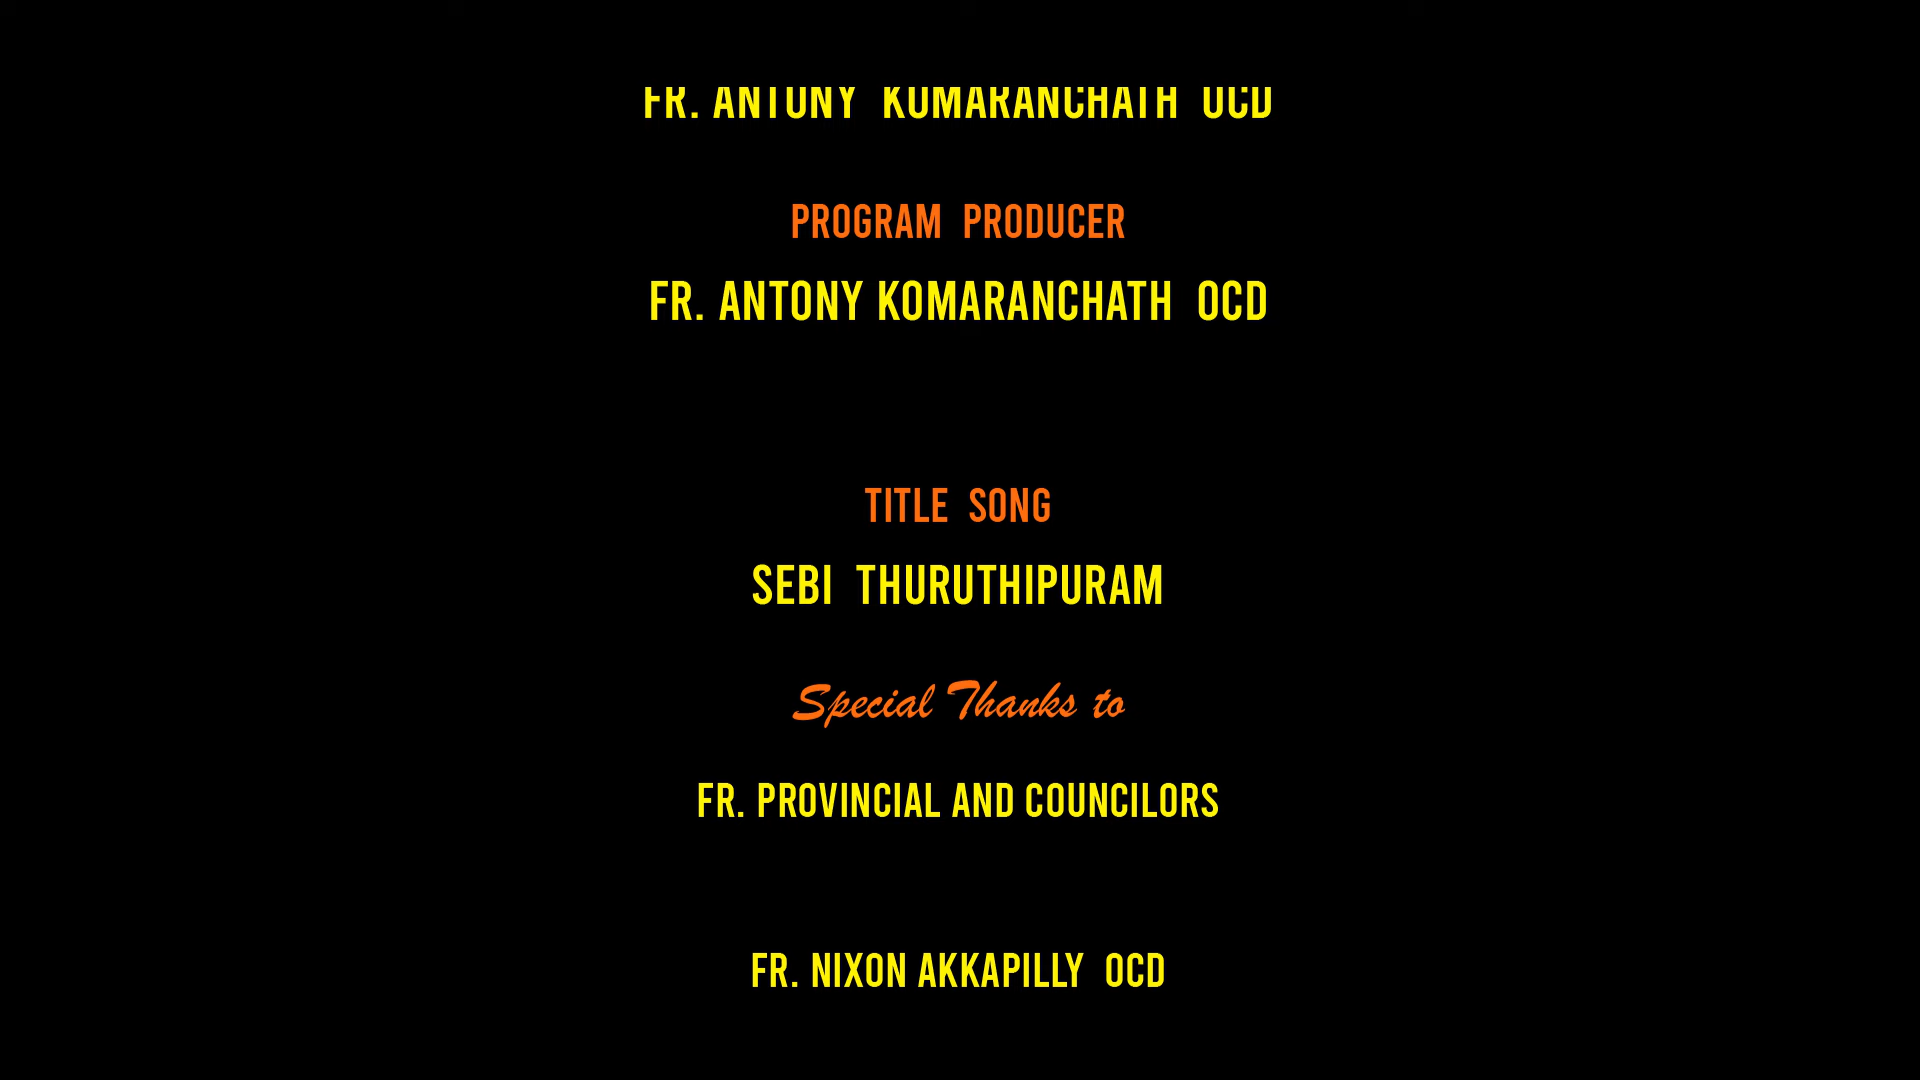 FR. ANTONY KOMARANCHATH OCD
PROGRAM PRODUCER
FR. ANTONY KOMARANCHATH OCD
TITLE SONG
SEBI THURUTHIPURAM
Special Thanks to
FR. PROVINCIAL AND COUNCILORS
FR. NIXON AKKAPILLY OCD